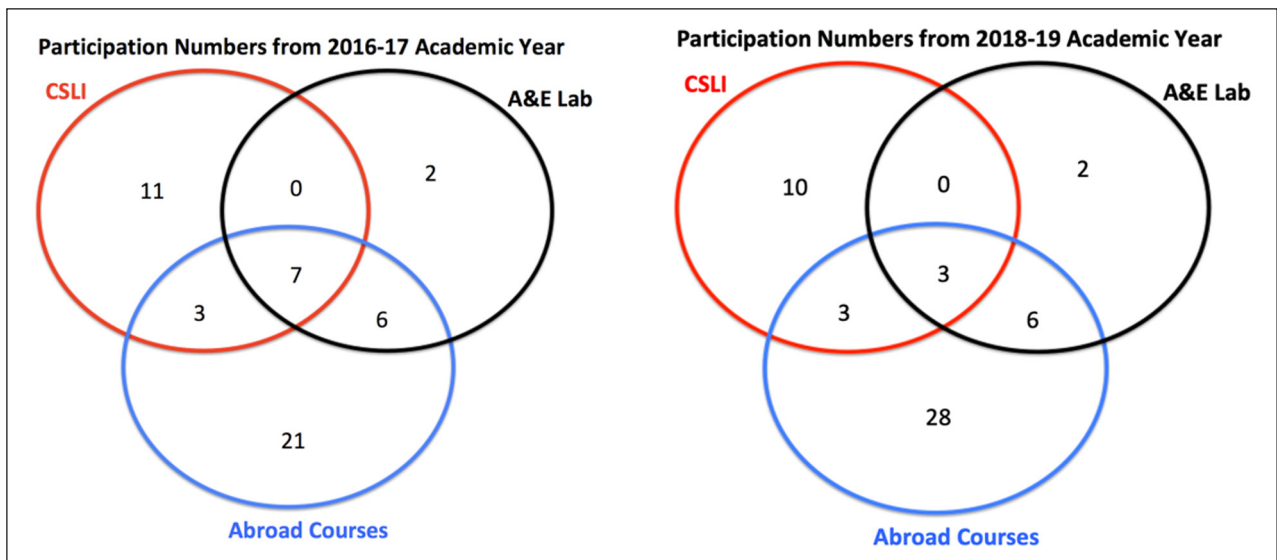 Participation Numbers from 2016-17 Academic Year
CSLI
A&E Lab
11
0
2
7
3
6
21
Abroad Courses
Participation Numbers from 2018-19 Academic Year
CSLI
A&E Lab
10
0
2
3
3
6
28
Abroad Courses